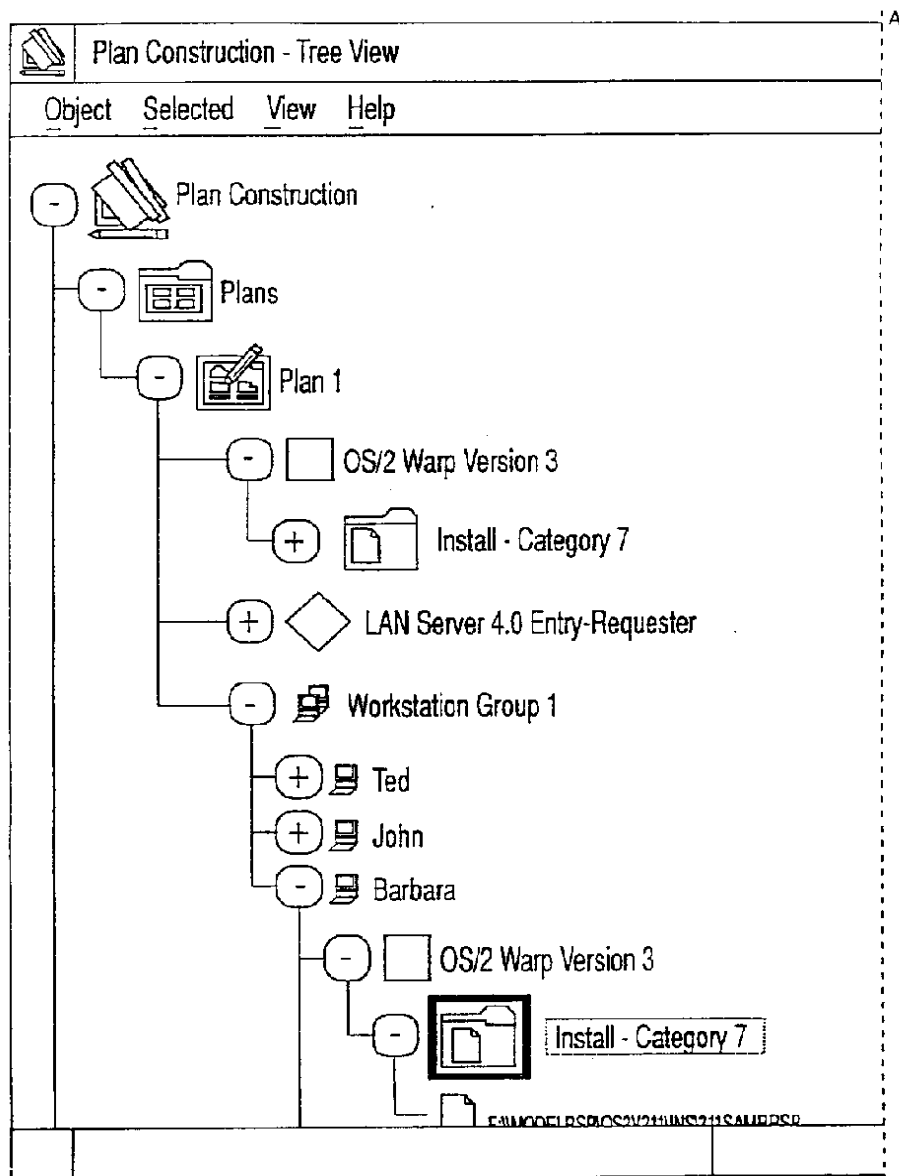 A
Plan Construction - Tree View
Object Selected View Help
Plan Construction
Plans
Plan 1
OS/2 Warp Version 3
Install - Category 7
LAN Server 4.0 Entry-Requester
Workstation Group 1
Ted
John
Barbara
OS/2 Warp Version 3
Install - Category 7